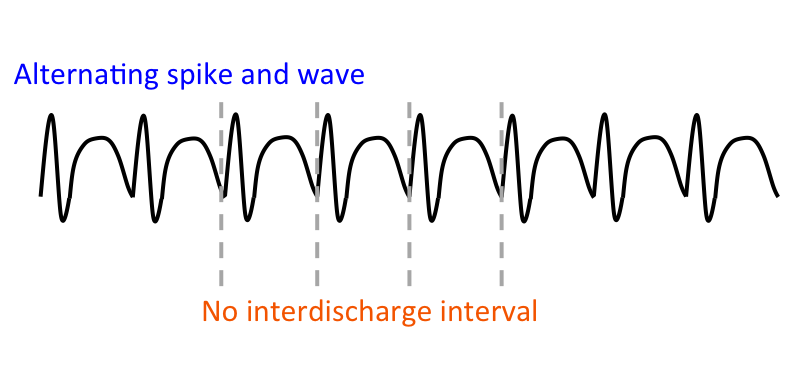 Alternating spike and wave
No interdischarge interval